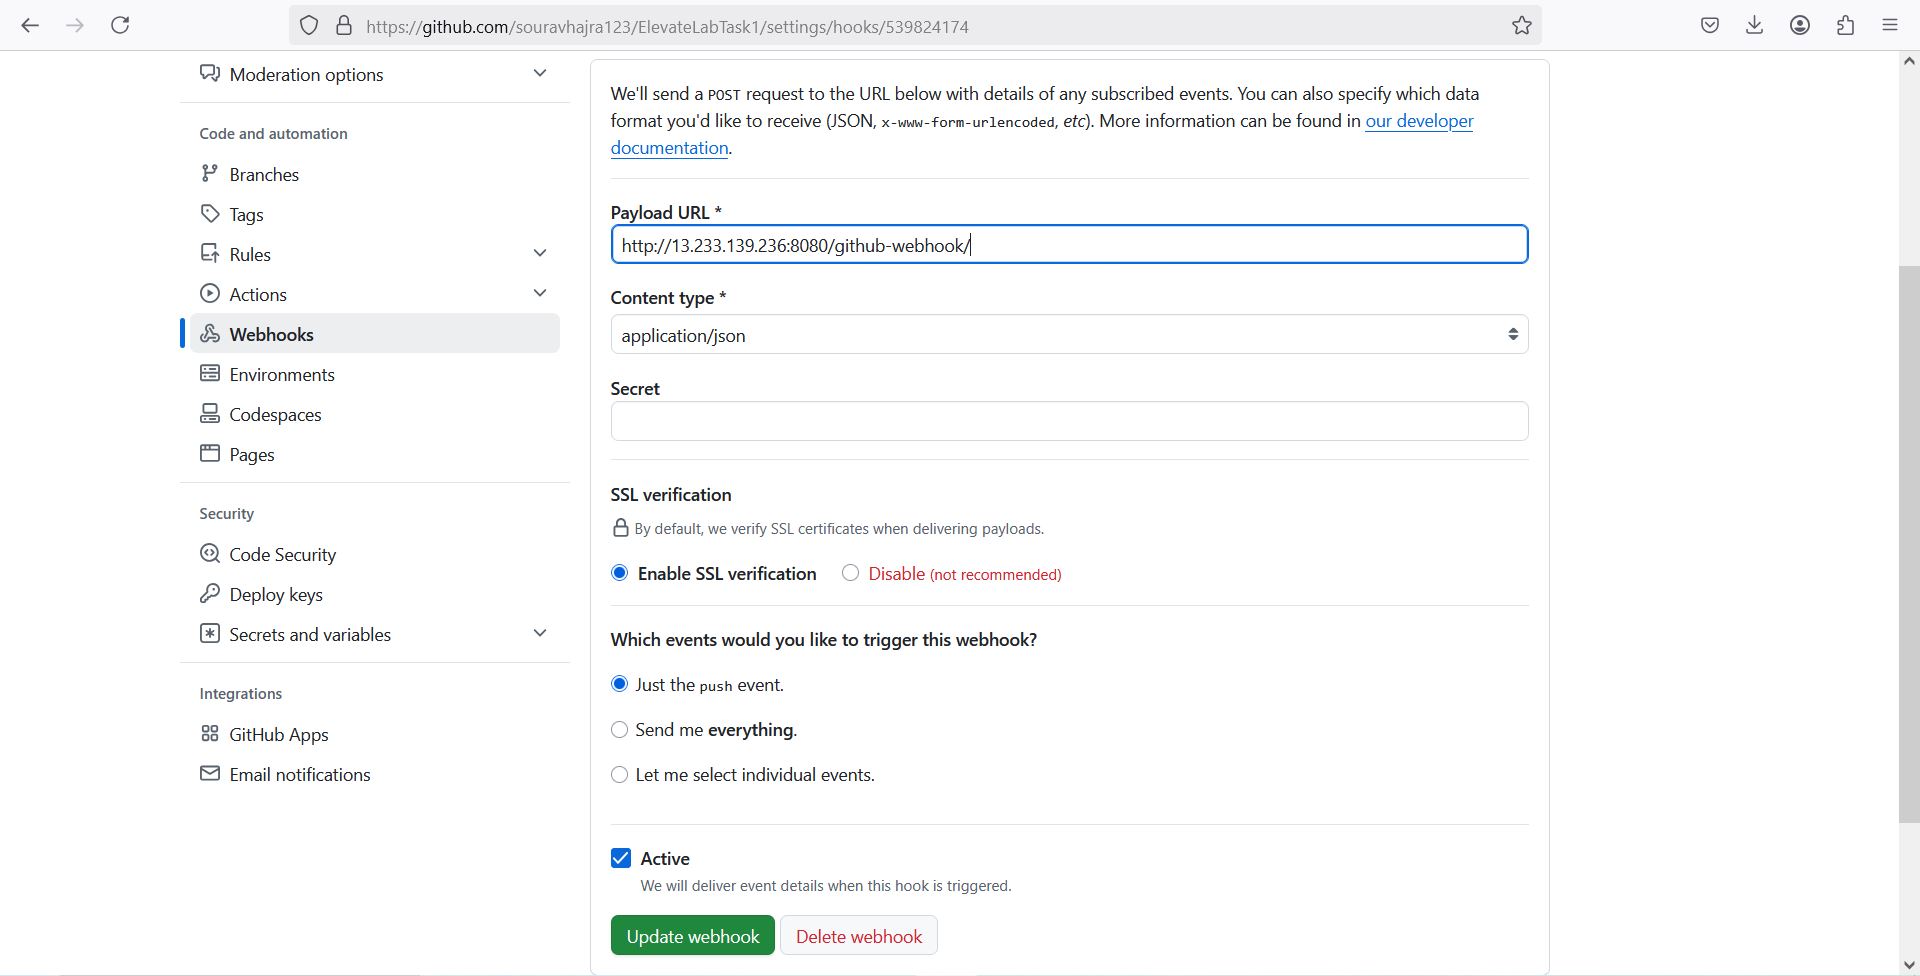 https://github.com/souravhajra123/ElevateLabTask1/settings/hooks/539824174
Moderation options
Code and automation
Branches
Tags
Rules
Actions
Webhooks
Environments
Codespaces
Pages
Security
Code Security
Deploy keys
Secrets and variables
Integrations
GitHub Apps
Email notifications
We'll send a POST request to the URL below with details of any subscribed events. You can also specify which data
format you'd like to receive (JSON, x-www-form-urlencoded, etc). More information can be found in our developer
documentation.
Payload URL *
http://13.233.139.236:8080/github-webhook/
Content type *
application/json
Secret
SSL verification
By default, we verify SSL certificates when delivering payloads.
Enable SSL verification Disable (not recommended)
Which events would you like to trigger this webhook?
Just the push event.
Send me everything.
Let me select individual events.
Active
We will deliver event details when this hook is triggered.
Update webhook Delete webhook